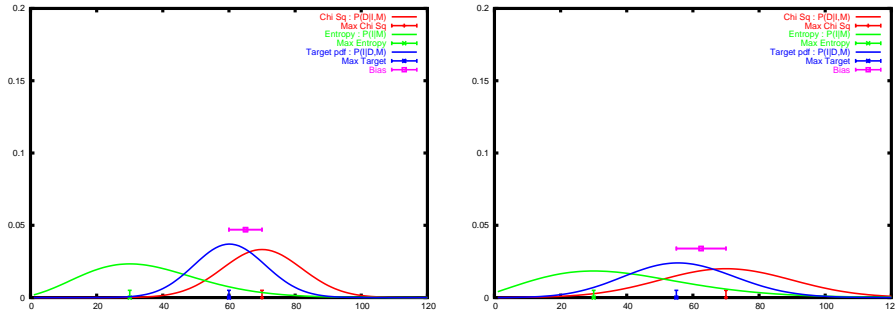 0.2
0.15
0.1
0.05
0
0 20 40 60 80 100 120
Chi Sq : P(D|I,M)
Max Chi Sq
Entropy : P(I|M)
Max Entropy
Target pdf : P(I|D,M)
Max Target
Bias
0.2
0.15
0.1
0.05
0
0 20 40 60 80 100 120
Chi Sq : P(D|I,M)
Max Chi Sq
Entropy : P(I|M)
Max Entropy
Target pdf : P(I|D,M)
Max Target
Bias